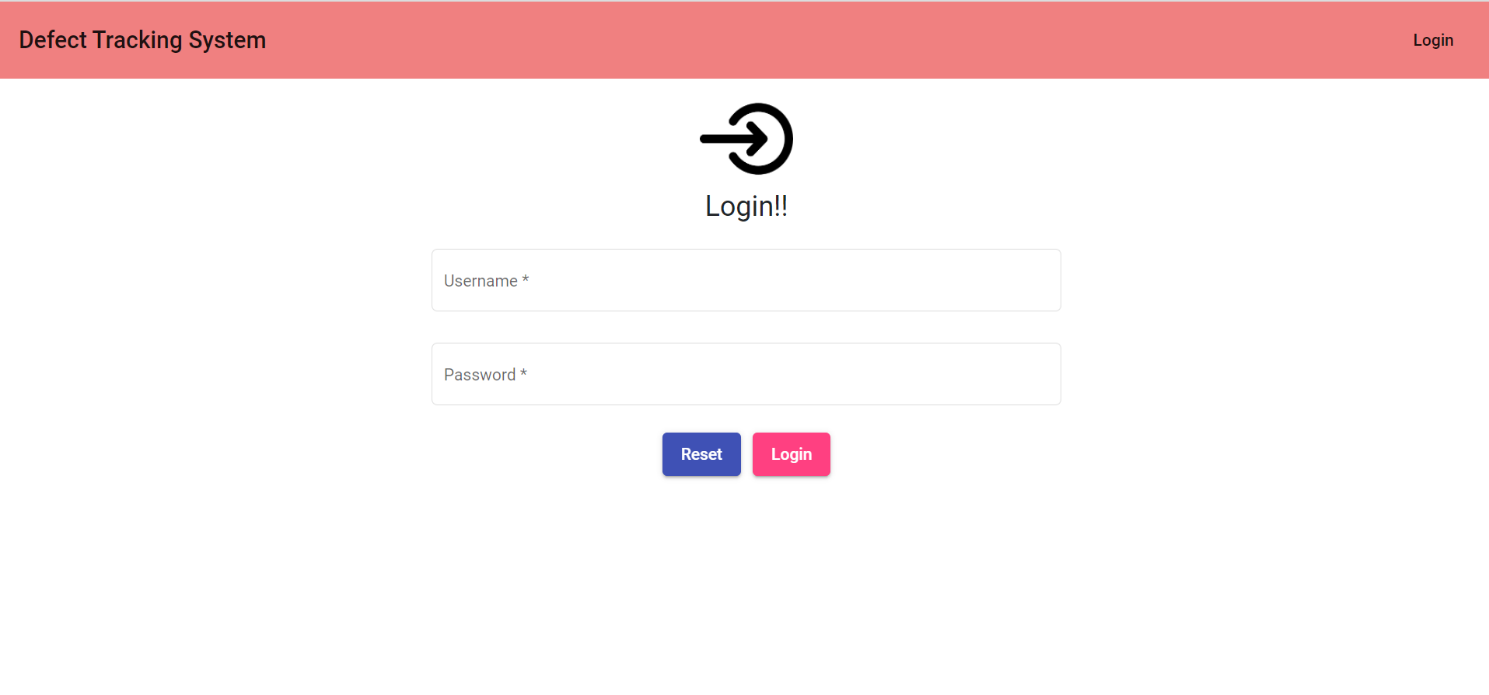 Defect Tracking System
Login
Login!!
Username *
Password *
Reset
Login